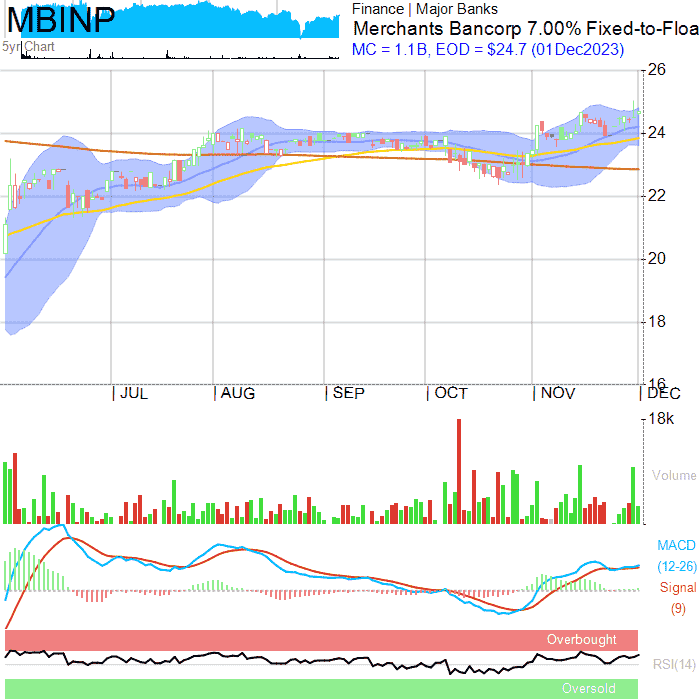 MBINP
5yr Chart
Finance | Major Banks
Merchants Bancorp 7.00% Fixed-to-Floa
MC = 1.1B, EOD = $24.7 (01Dec2023)
26
24
22
20
18
16
| JUL | AUG | SEP | OCT | NOV | DEC
18k
Volume
MACD
(12-26)
Signal
(9)
Overbought
RSI(14)
Oversold